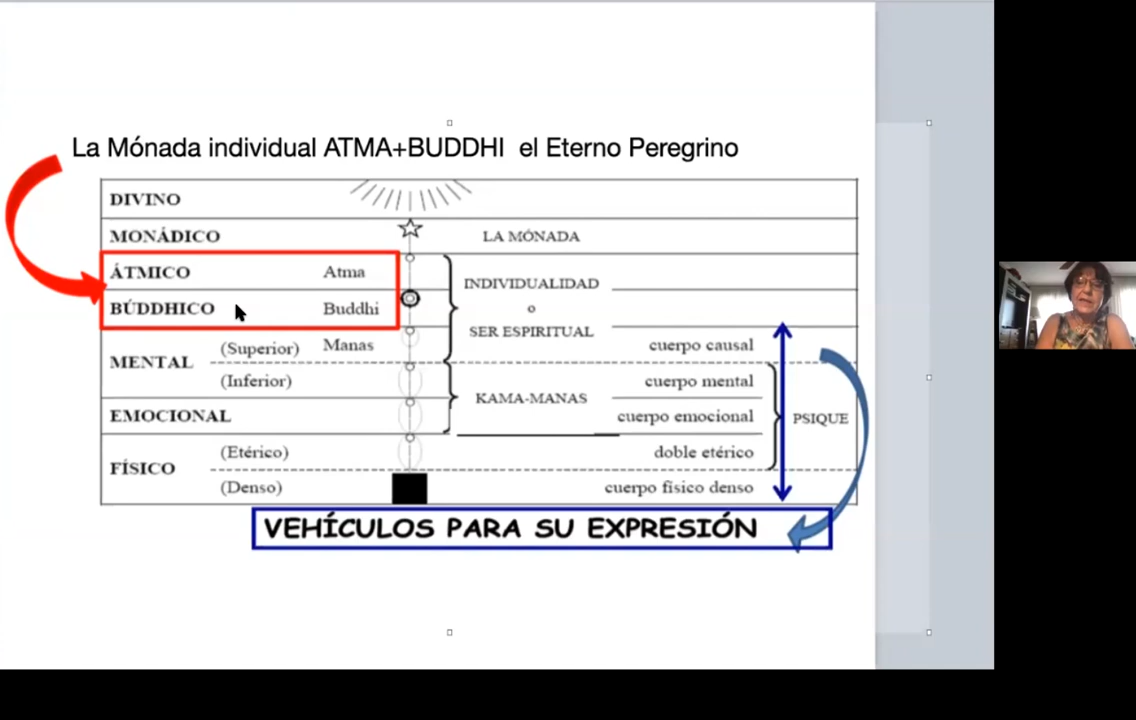 La Mónada individual ATMA+BUDDHI el Eterno Peregrino
DIVINO
MONÁDICO LA MÓNADA
ÁTMICO Atma
INDIVIDUALIDAD
BÚDDHICO Buddhi o
SER ESPIRITUAL
MENTAL (Superior) Manas cuerpo causal
(Inferior) cuerpo mental
KAMA-MANAS
EMOCIONAL cuerpo emocional PSIQUE
FÍSICO (Etérico) doble etérico
(Denso) cuerpo físico denso
VEHÍCULOS PARA SU EXPRESIÓN